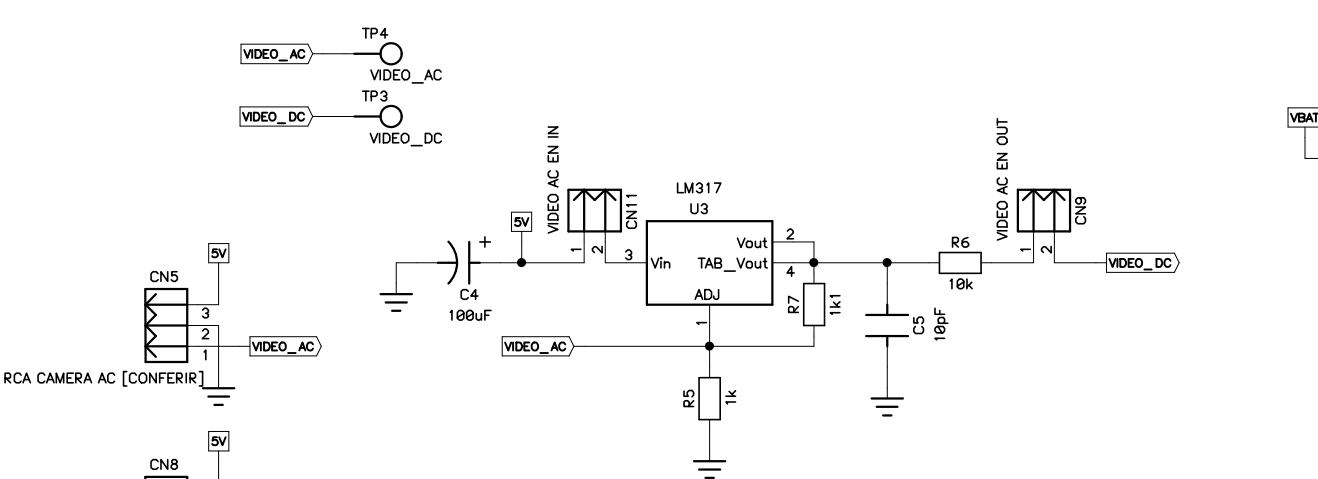 TP4
VIDEO_AC
VIDEO_AC
TP3
VIDEO_DC
VIDEO_DC
VBAT
VIDEO AC EN IN
CN11
1
2
LM317
U3
Vout
TAB_Vout
Vin
ADJ
2
4
3
1
5V
+
C4
100uF
R7
1k1
C5
10pF
R6
10k
VIDEO AC EN OUT
CN9
1
2
VIDEO_DC
VIDEO_AC
R5
1k
5V
CN5
3
2
1
VIDEO_AC
RCA CAMERA AC [CONFERIR]
5V
CN8